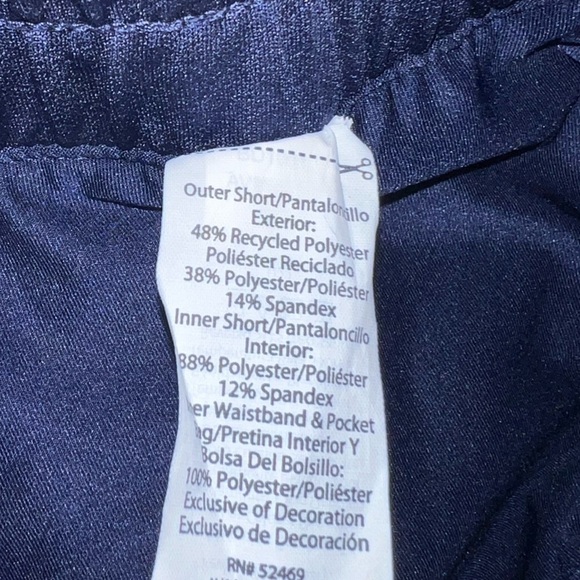 Outer Short/Pantaloncillo
Exterior:
48% Recycled Polyester
Poliéster Reciclado
38% Polyester/Poliéster
14% Spandex
Inner Short/Pantaloncillo
Interior:
88% Polyester/Poliéster
12% Spandex
er Waistband & Pocket
ag/Pretina Interior Y
Bolsa Del Bolsillo:
100% Polyester/Poliéster
Exclusive of Decoration
Exclusivo de Decoración
RN# 52469